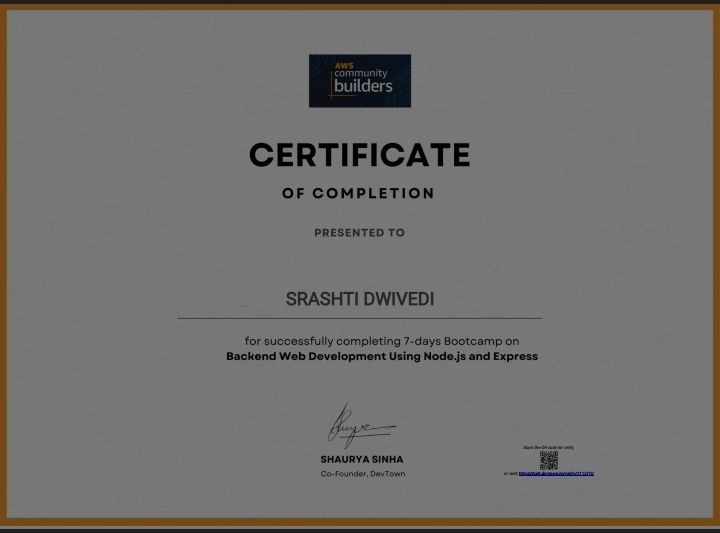 AWS
community
builders
CERTIFICATE
OF COMPLETION
PRESENTED TO
SRASHTI DWIVEDI
for successfully completing 7-days Bootcamp on
Backend Web Development Using Node.js and Express
SHAURYA SINHA
Co-Founder, DevTown
Scan the QR code to verify
or visit